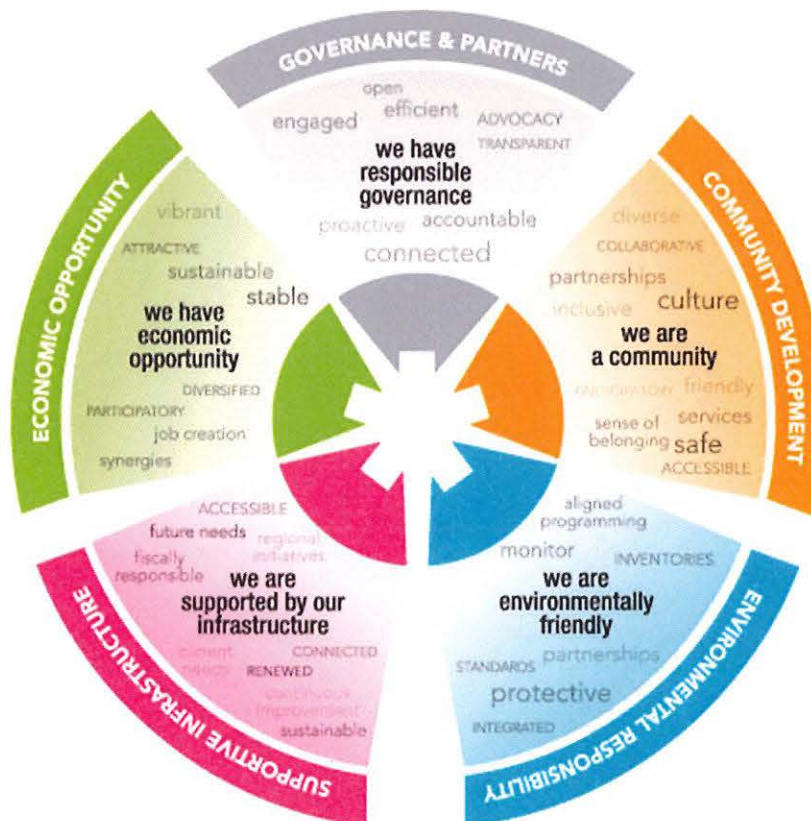 GOVERNANCE & PARTNERS
open
efficient
engaged
ADVOCACY
TRANSPARENT
we have
responsible
governance
proactive
accountable
connected
COMMUNITY DEVELOPMENT
diverse
COLLABORATIVE
partnerships
inclusive
culture
we are
a community
PARTICIPATORY
friendly
services
sense of
belonging
safe
ACCESSIBLE
ENVIRONMENTAL RESPONSIBILITY
aligned
programming
monitor
INVENTORIES
we are
environmentally
friendly
partnerships
STANDARDS
protective
INTEGRATED
SUPPORTIVE INFRASTRUCTURE
ACCESSIBLE
future needs
regional
initiatives
fiscally
responsible
we are
supported by our
infrastructure
current
needs
CONNECTED
RENEWED
continuous
improvement
sustainable
ECONOMIC OPPORTUNITY
vibrant
ATTRACTIVE
sustainable
stable
we have
economic
opportunity
DIVERSIFIED
PARTICIPATORY
job creation
synergies